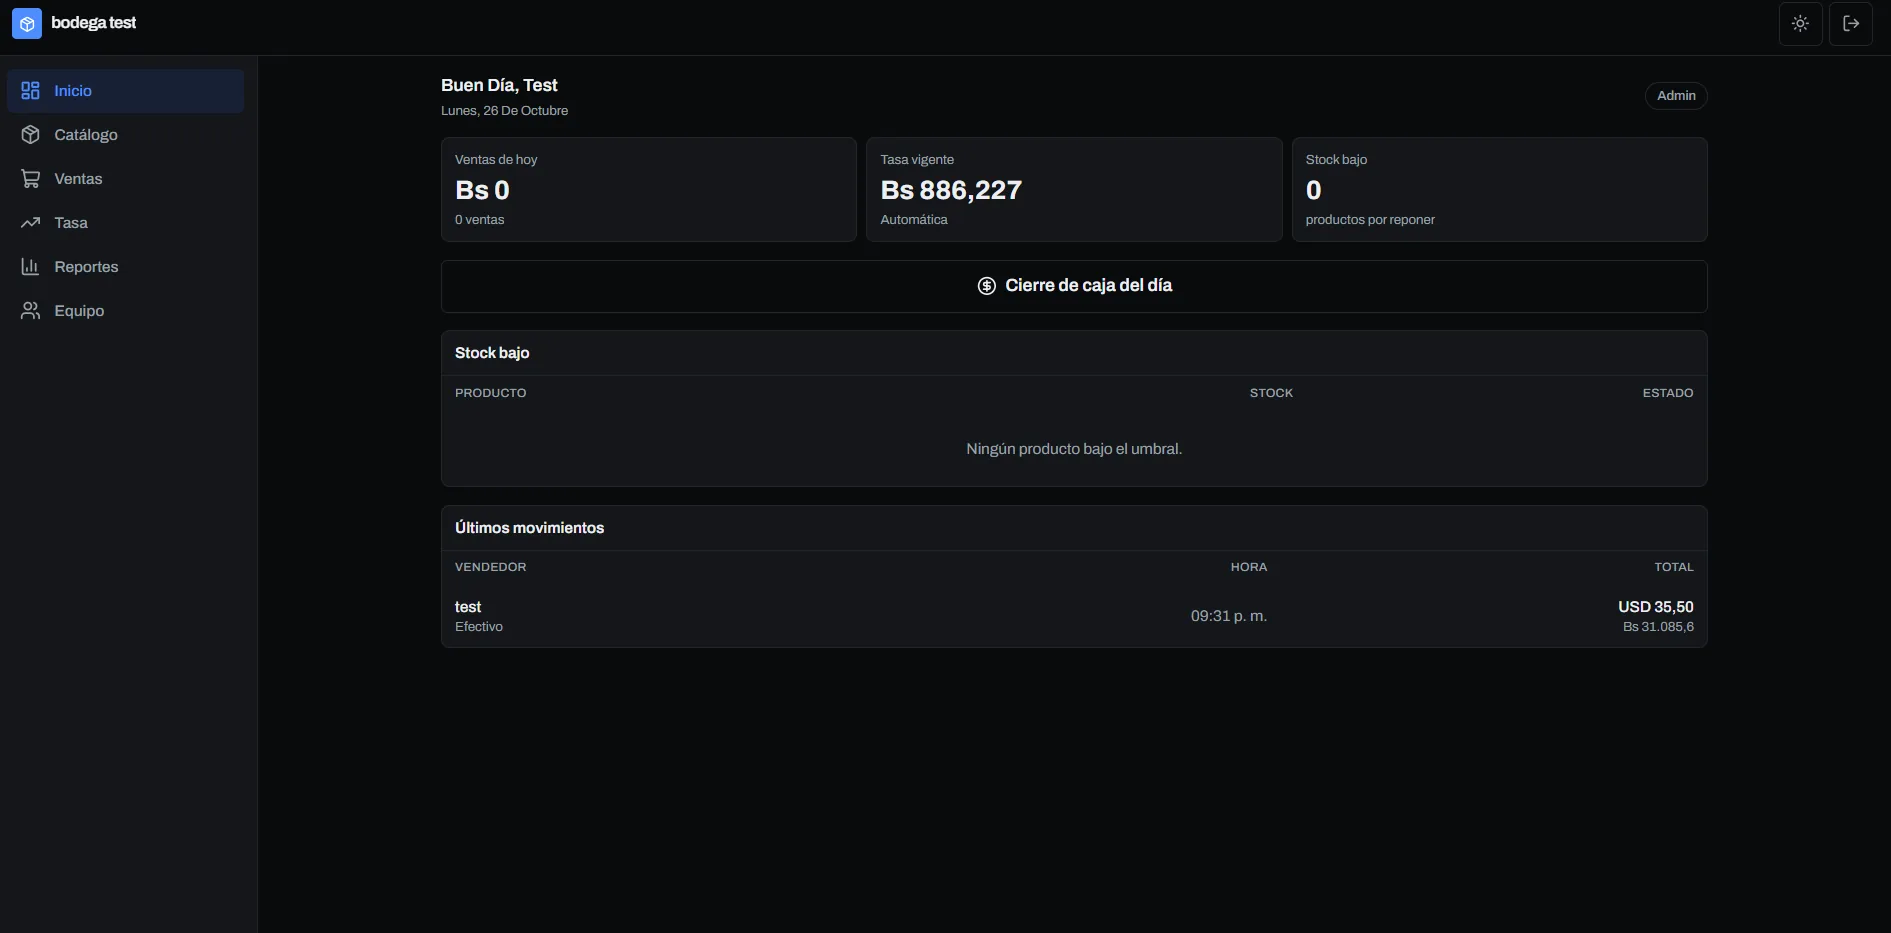 bodega test
Inicio
Catálogo
Ventas
Tasa
Reportes
Equipo
Buen Día, Test
Lunes, 26 De Octubre
Admin
Ventas de hoy
Bs 0
0 ventas
Tasa vigente
Bs 886,227
Automática
Stock bajo
0
productos por reponer
Cierre de caja del día
Stock bajo
PRODUCTO STOCK ESTADO
Ningún producto bajo el umbral.
Últimos movimientos
VENDEDOR HORA TOTAL
test
Efectivo
09:31 p. m.
USD 35,50
Bs 31.085,6